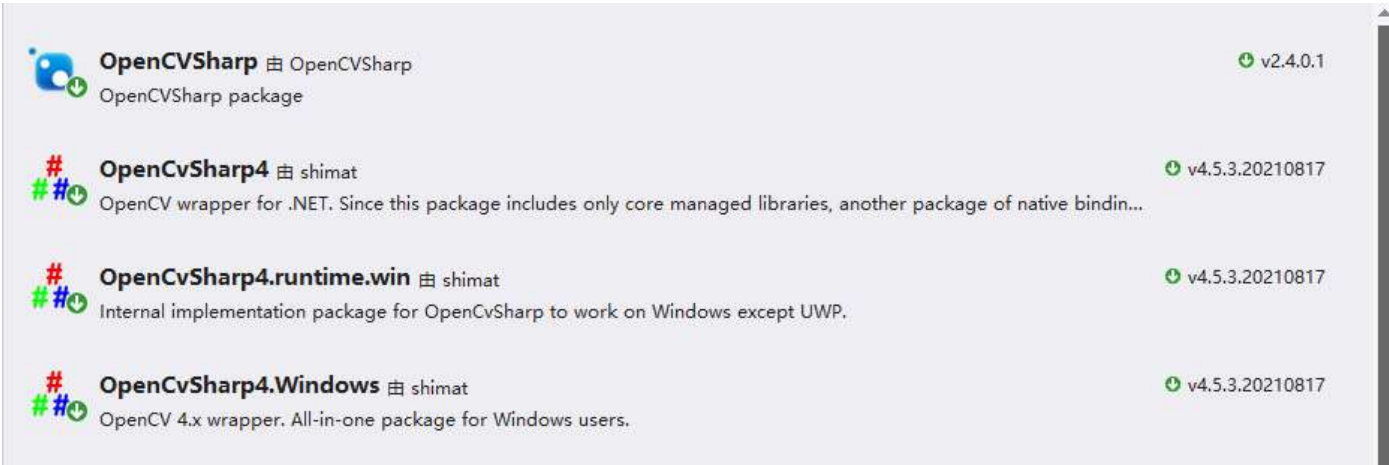 OpenCVSharp 由 OpenCVSharp v2.4.0.1
OpenCVSharp package
OpenCvSharp4 由 shimat v4.5.3.20210817
OpenCV wrapper for .NET. Since this package includes only core managed libraries, another package of native bindin...
OpenCvSharp4.runtime.win 由 shimat v4.5.3.20210817
Internal implementation package for OpenCvSharp to work on Windows except UWP.
OpenCvSharp4.Windows 由 shimat v4.5.3.20210817
OpenCV 4.x wrapper. All-in-one package for Windows users.